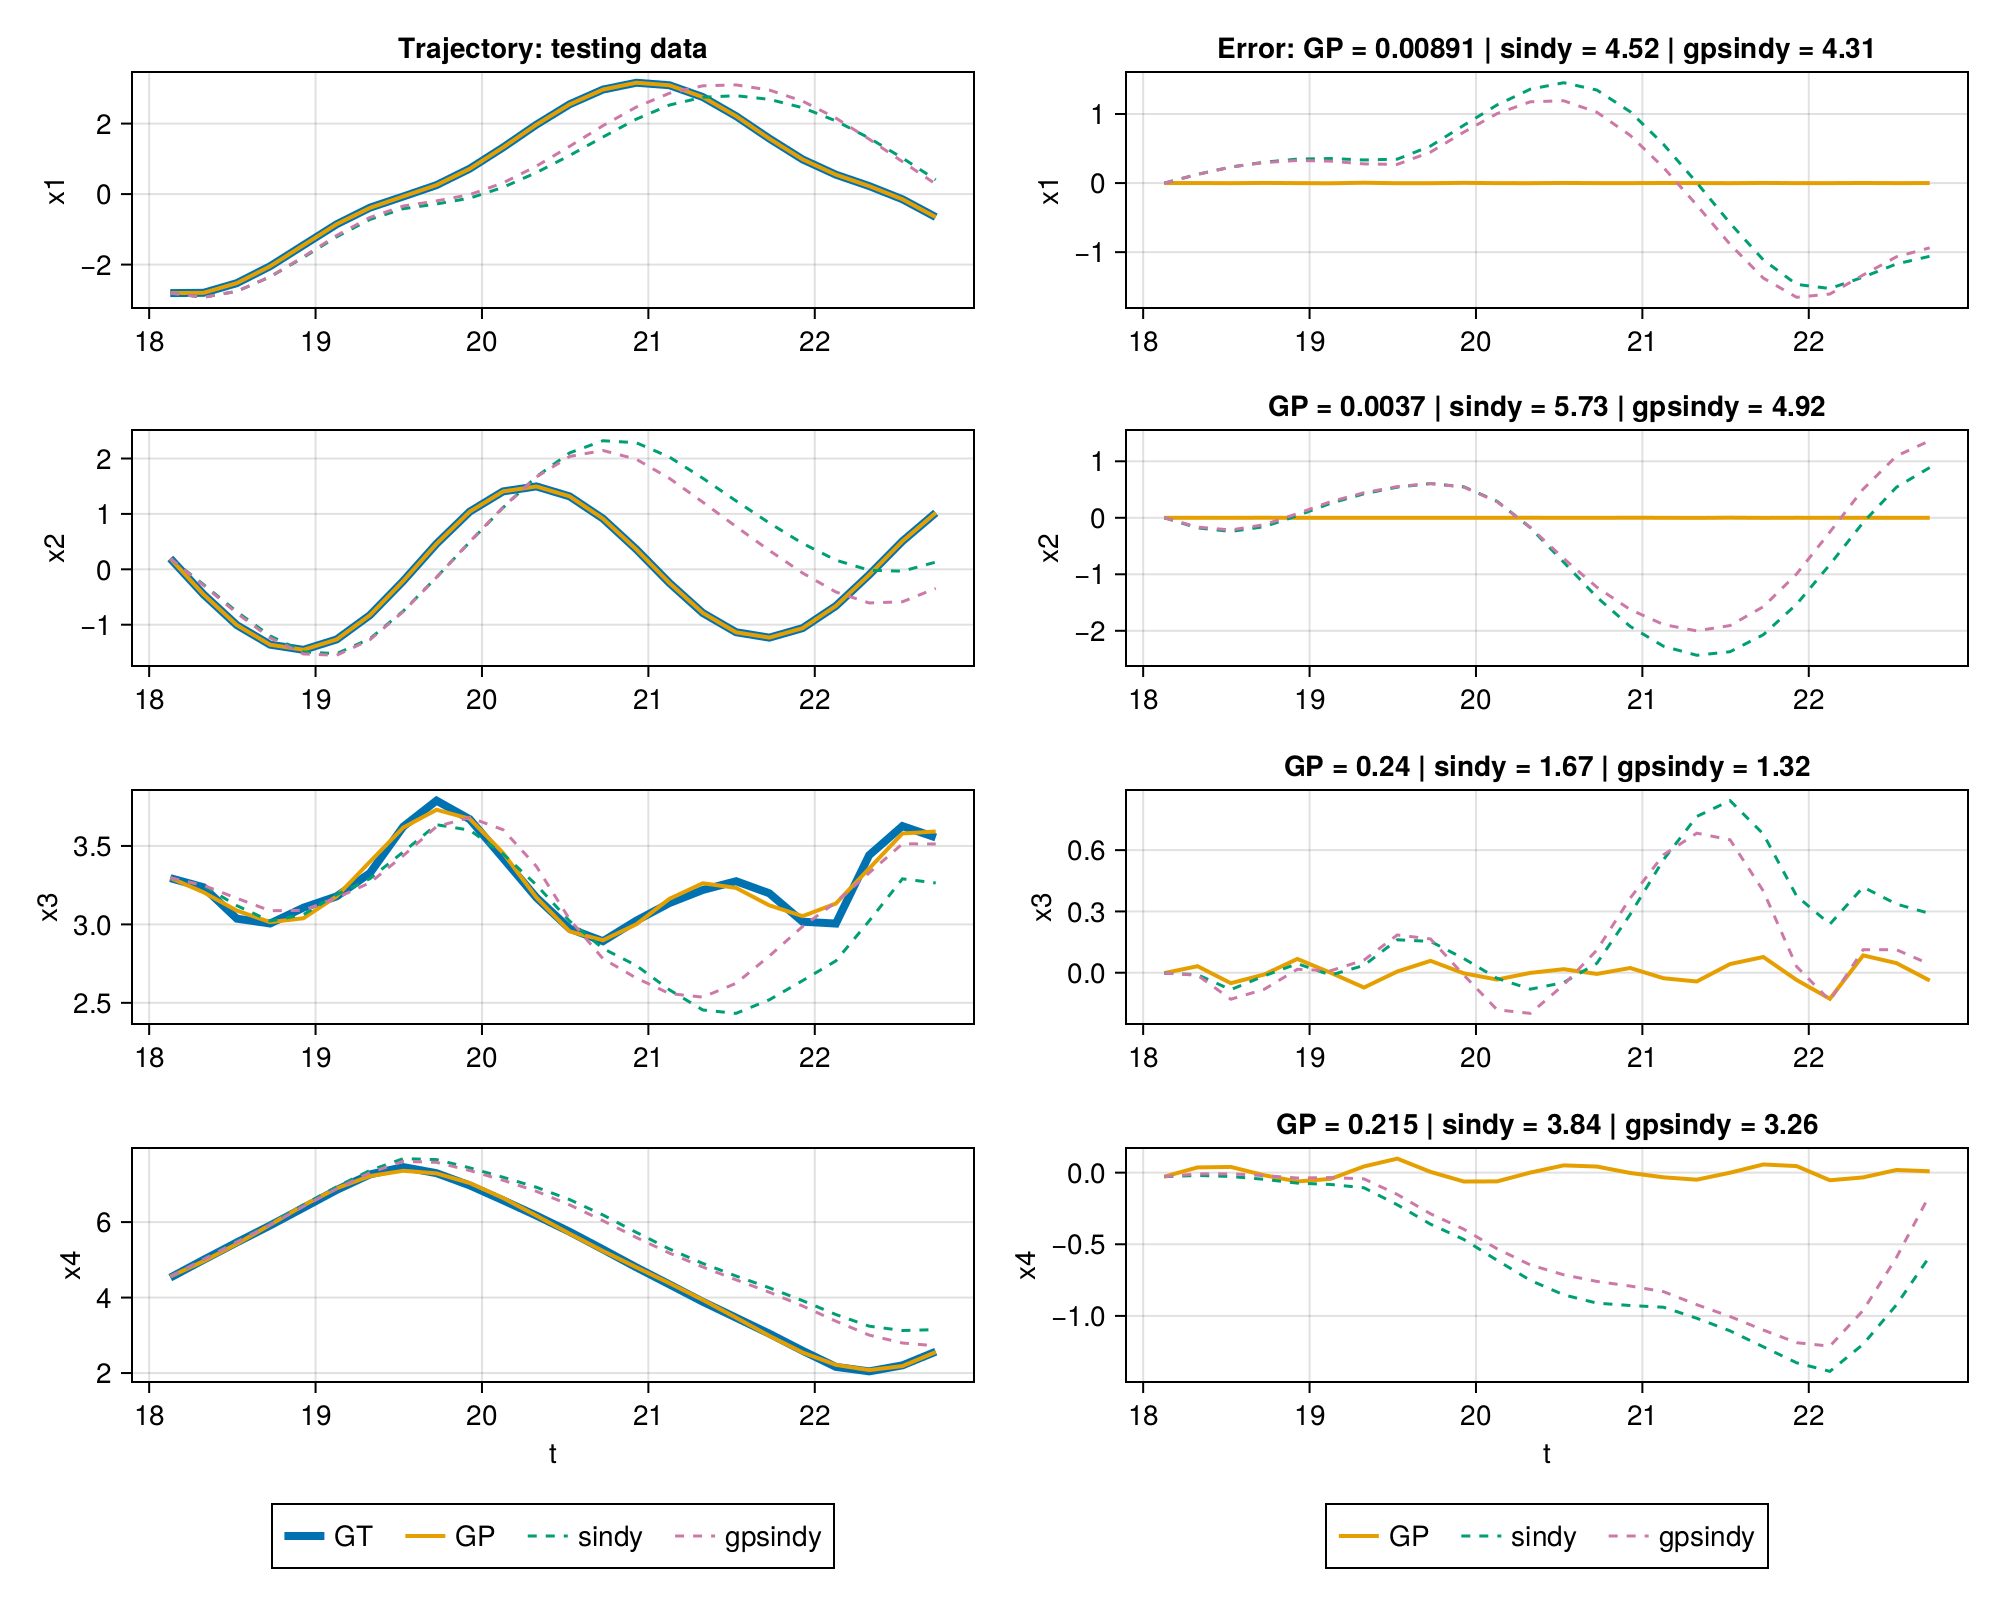 Trajectory: testing data
x1
2
0
−2
18 19 20 21 22
Error: GP = 0.00891 | sindy = 4.52 | gpsindy = 4.31
x1
1
0
−1
18 19 20 21 22
x2
2
1
0
−1
18 19 20 21 22
GP = 0.0037 | sindy = 5.73 | gpsindy = 4.92
x2
1
0
−1
−2
18 19 20 21 22
x3
3.5
3.0
2.5
18 19 20 21 22
GP = 0.24 | sindy = 1.67 | gpsindy = 1.32
x3
0.6
0.3
0.0
18 19 20 21 22
x4
6
4
2
18 19 20 21 22
t
GP = 0.215 | sindy = 3.84 | gpsindy = 3.26
x4
0.0
−0.5
−1.0
18 19 20 21 22
t
GT GP sindy gpsindy
GP sindy gpsindy